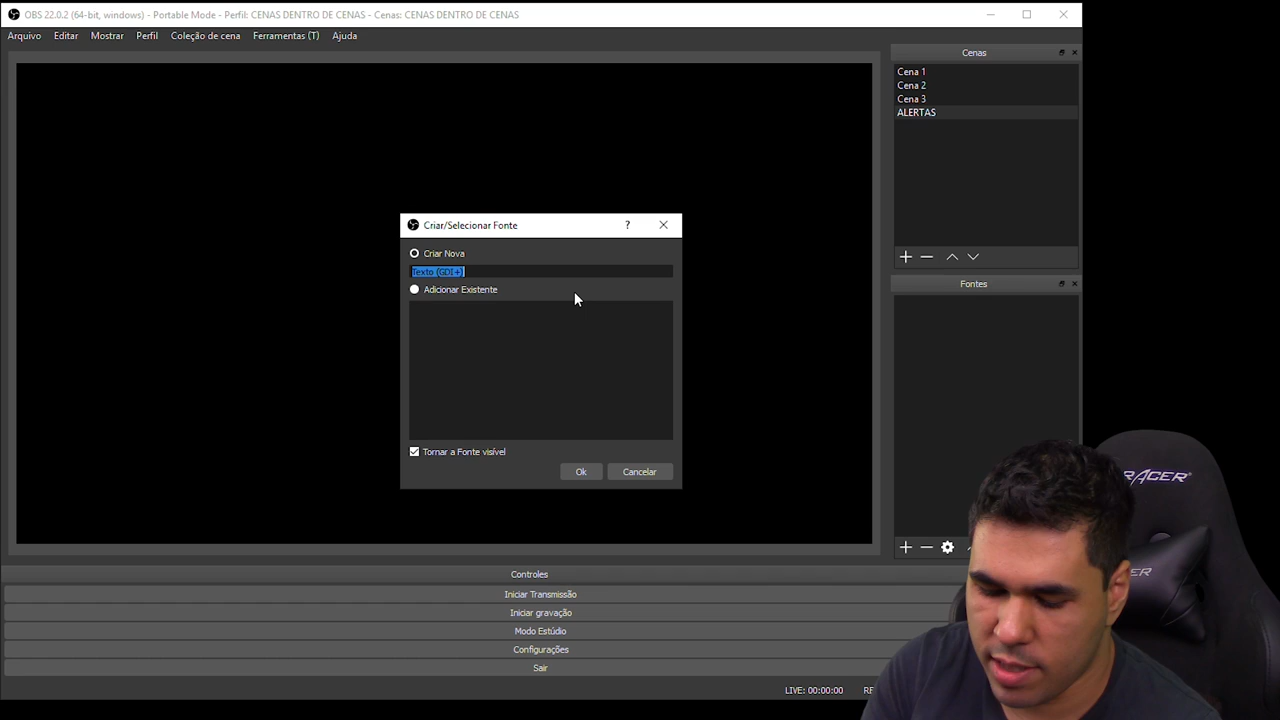 OBS 22.0.2 (64-bit, windows) - Portable Mode - Perfil: CENAS DENTRO DE CENAS - Cenas: CENAS DENTRO DE CENAS
Arquivo Editar Mostrar Perfil Coleção de cena Ferramentas (T) Ajuda
Cenas
Cena 1
Cena 2
Cena 3
ALERTAS
Criar/Selecionar Fonte ?
Criar Nova
Texto (GDI+)
Adicionar Existente
Tornar a Fonte visível
Ok Cancelar
Fontes
Controles
Iniciar Transmissão
Iniciar gravação
Modo Estúdio
Configurações
Sair
LIVE: 00:00:00